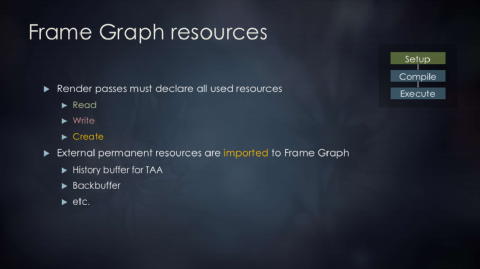 Frame Graph resources
Setup
Compile
Execute
Render passes must declare all used resources
Read
Write
Create
External permanent resources are imported to Frame Graph
History buffer for TAA
Backbuffer
etc.